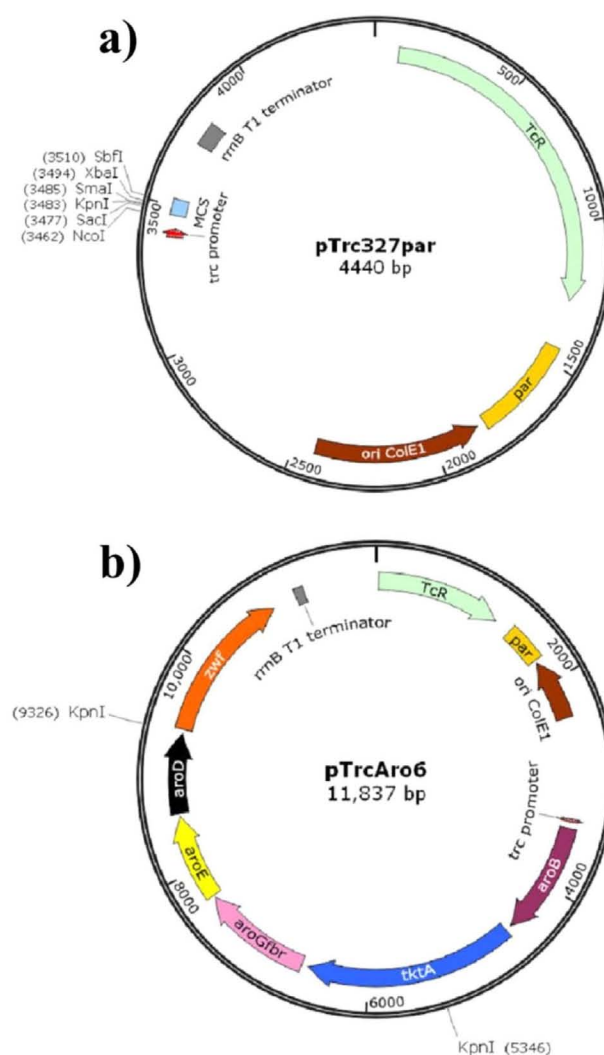 a)
4000
500
rrnB T1 terminator
TcR
(3510) SbfI
(3494) XbaI
(3485) SmaI
(3483) KpnI
(3477) SacI
(3462) NcoI
3500
MCS
trc promoter
1000
pTrc327par
4440 bp
3000
1500
par
ori ColE1
2500
2000
b)
TcR
rrnB T1 terminator
par
2000
zwf
10,000
ori ColE1
(9326) KpnI
pTrcAro6
11,837 bp
aroD
trc promoter
aroB
4000
aroE
8000
aroGfbr
tktA
6000
KpnI (5346)